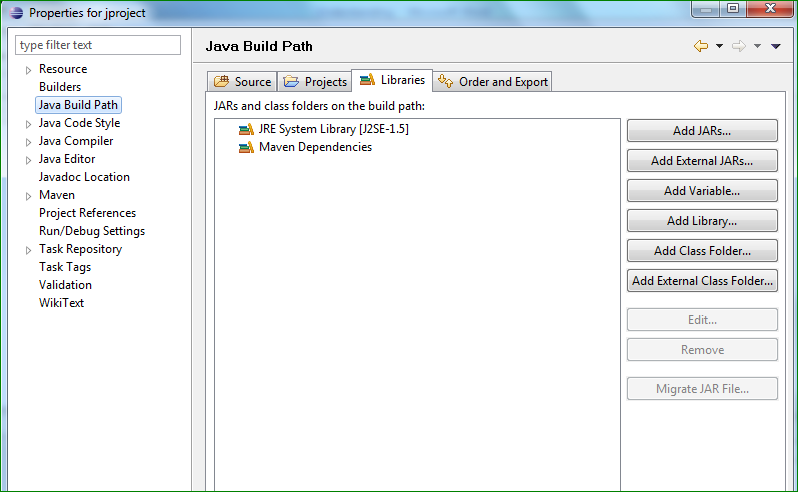 Properties for jproject
type filter text
Resource
Builders
Java Build Path
Java Code Style
Java Compiler
Java Editor
Javadoc Location
Maven
Project References
Run/Debug Settings
Task Repository
Task Tags
Validation
WikiText
Java Build Path
Source Projects Libraries Order and Export
JARs and class folders on the build path:
JRE System Library [J2SE-1.5]
Maven Dependencies
Add JARs...
Add External JARs...
Add Variable...
Add Library...
Add Class Folder...
Add External Class Folder...
Edit...
Remove
Migrate JAR File...